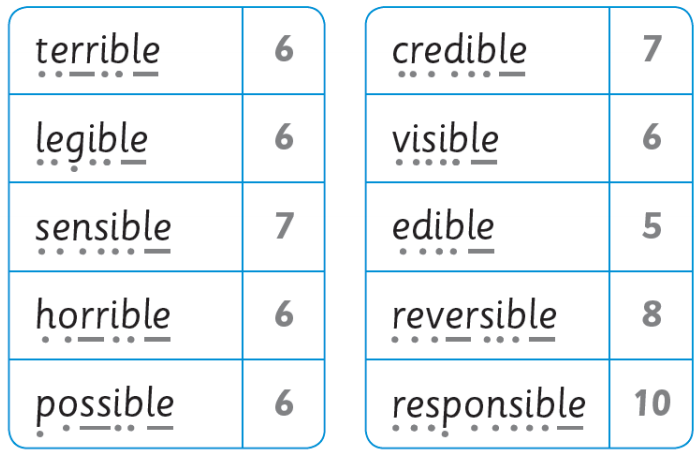 terrible 6
legible 6
sensible 7
horrible 6
possible 6
credible 7
visible 6
edible 5
reversible 8
responsible 10